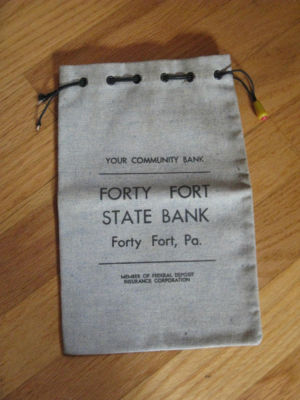 YOUR COMMUNITY BANK
FORTY FORT
STATE BANK
Forty Fort, Pa.
MEMBER OF FEDERAL DEPOSIT
INSURANCE CORPORATION